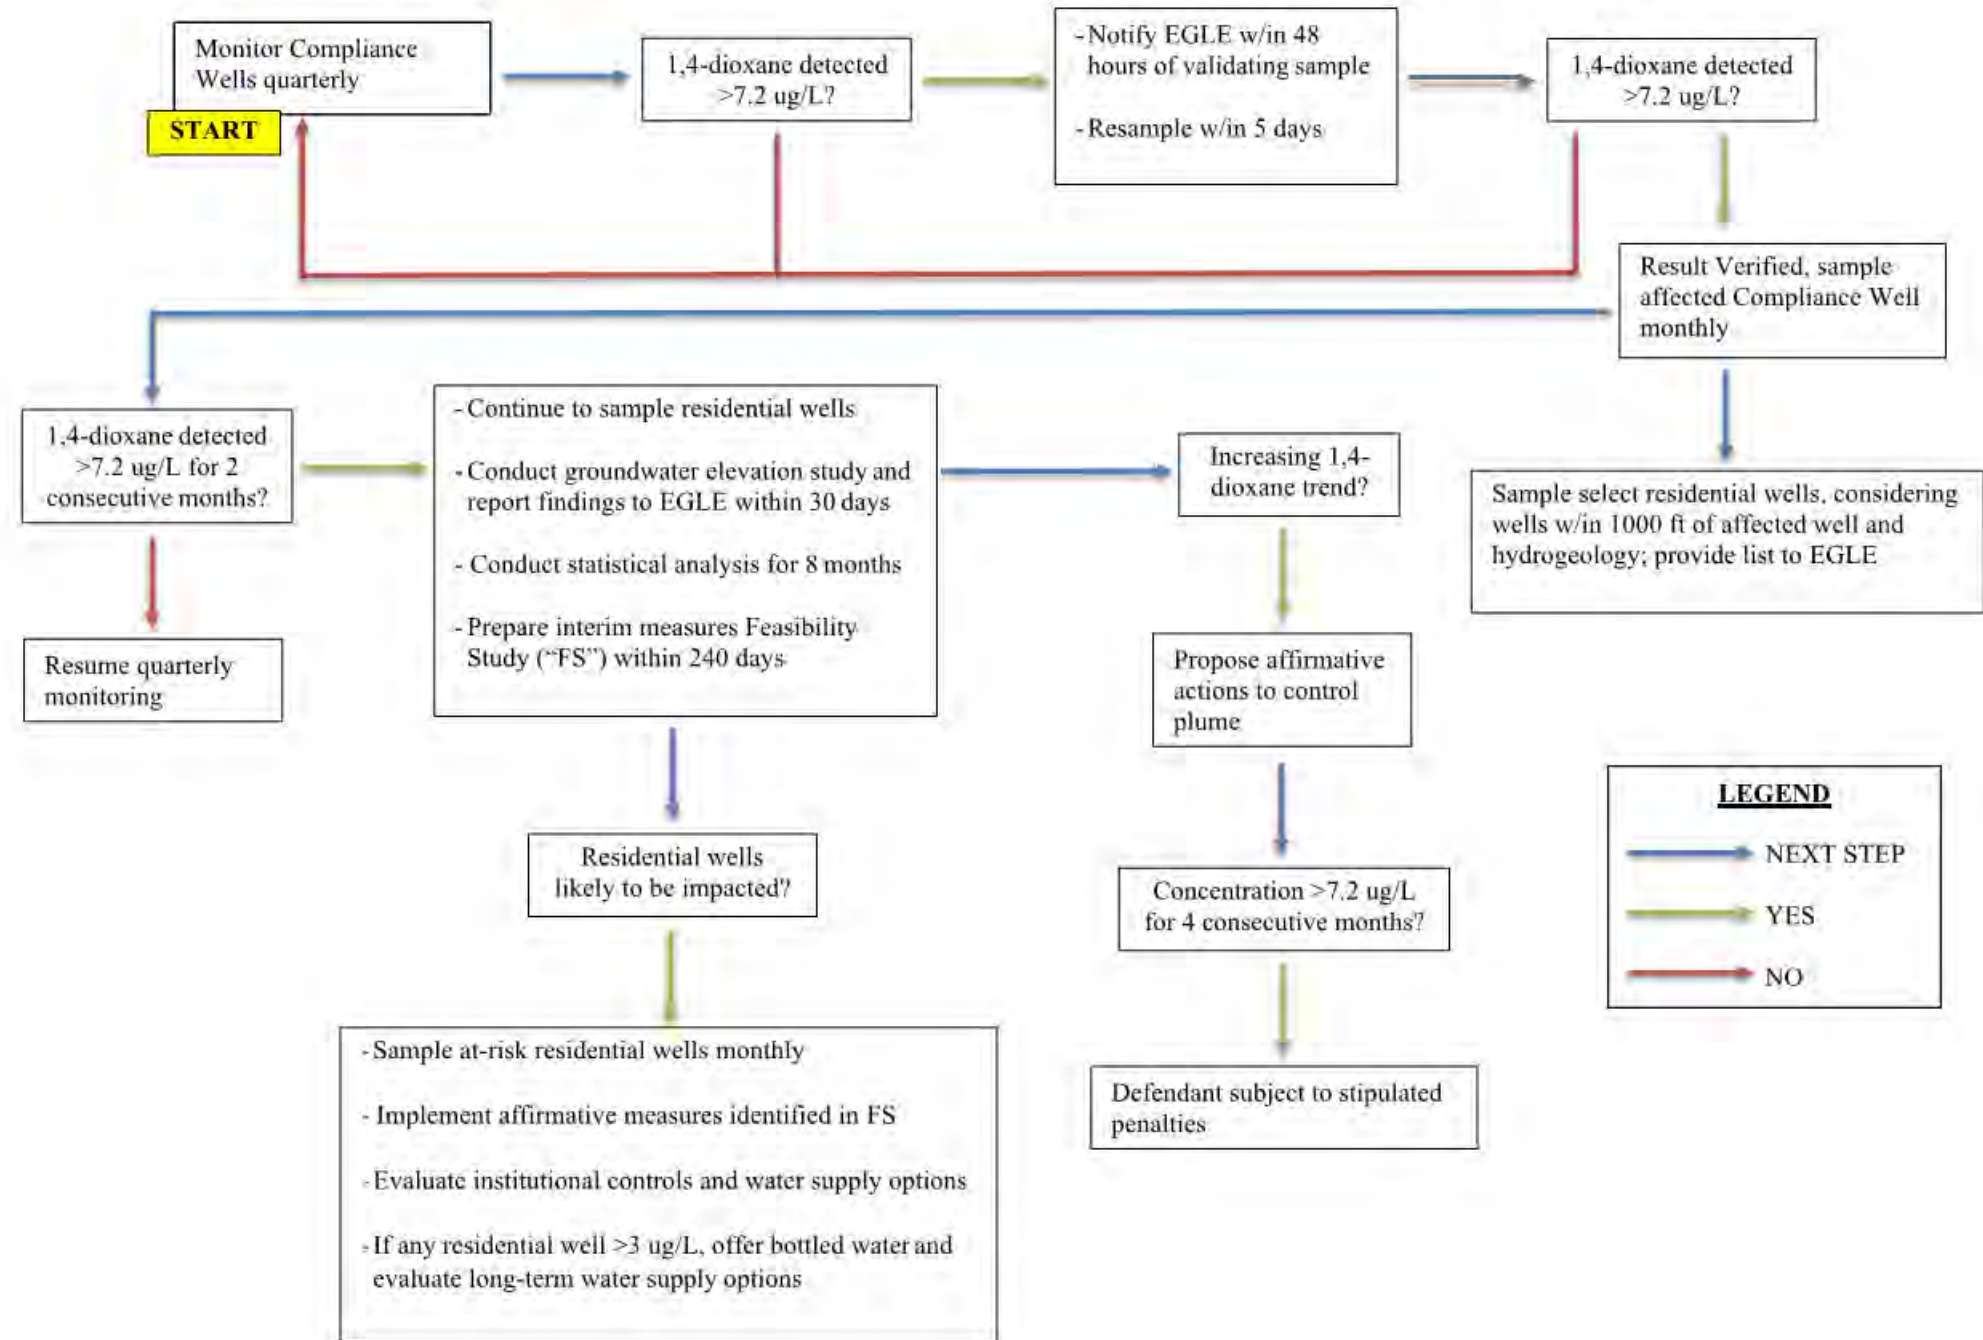 Monitor Compliance
Wells quarterly
START
1,4-dioxane detected
>7.2 ug/L?
-Notify EGLE w/in 48
hours of validating sample
-Resample w/in 5 days
1,4-dioxane detected
>7.2 ug/L?
Result Verified, sample
affected Compliance Well
monthly
1,4-dioxane detected
>7.2 ug/L for 2
consecutive months?
Resume quarterly
monitoring
-Continue to sample residential wells
-Conduct groundwater elevation study and
report findings to EGLE within 30 days
- Conduct statistical analysis for 8 months
-Prepare interim measures Feasibility
Study (“FS”) within 240 days
Increasing 1,4-
dioxane trend?
Sample select residential wells, considering
wells w/in 1000 ft of affected well and
hydrogeology; provide list to EGLE
Propose affirmative
actions to control
plume
Residential wells
likely to be impacted?
Concentration >7.2 ug/L
for 4 consecutive months?
LEGEND
NEXT STEP
YES
NO
-Sample at-risk residential wells monthly
- Implement affirmative measures identified in FS
-Evaluate institutional controls and water supply options
-If any residential well >3 ug/L, offer bottled water and
evaluate long-term water supply options
Defendant subject to stipulated
penalties